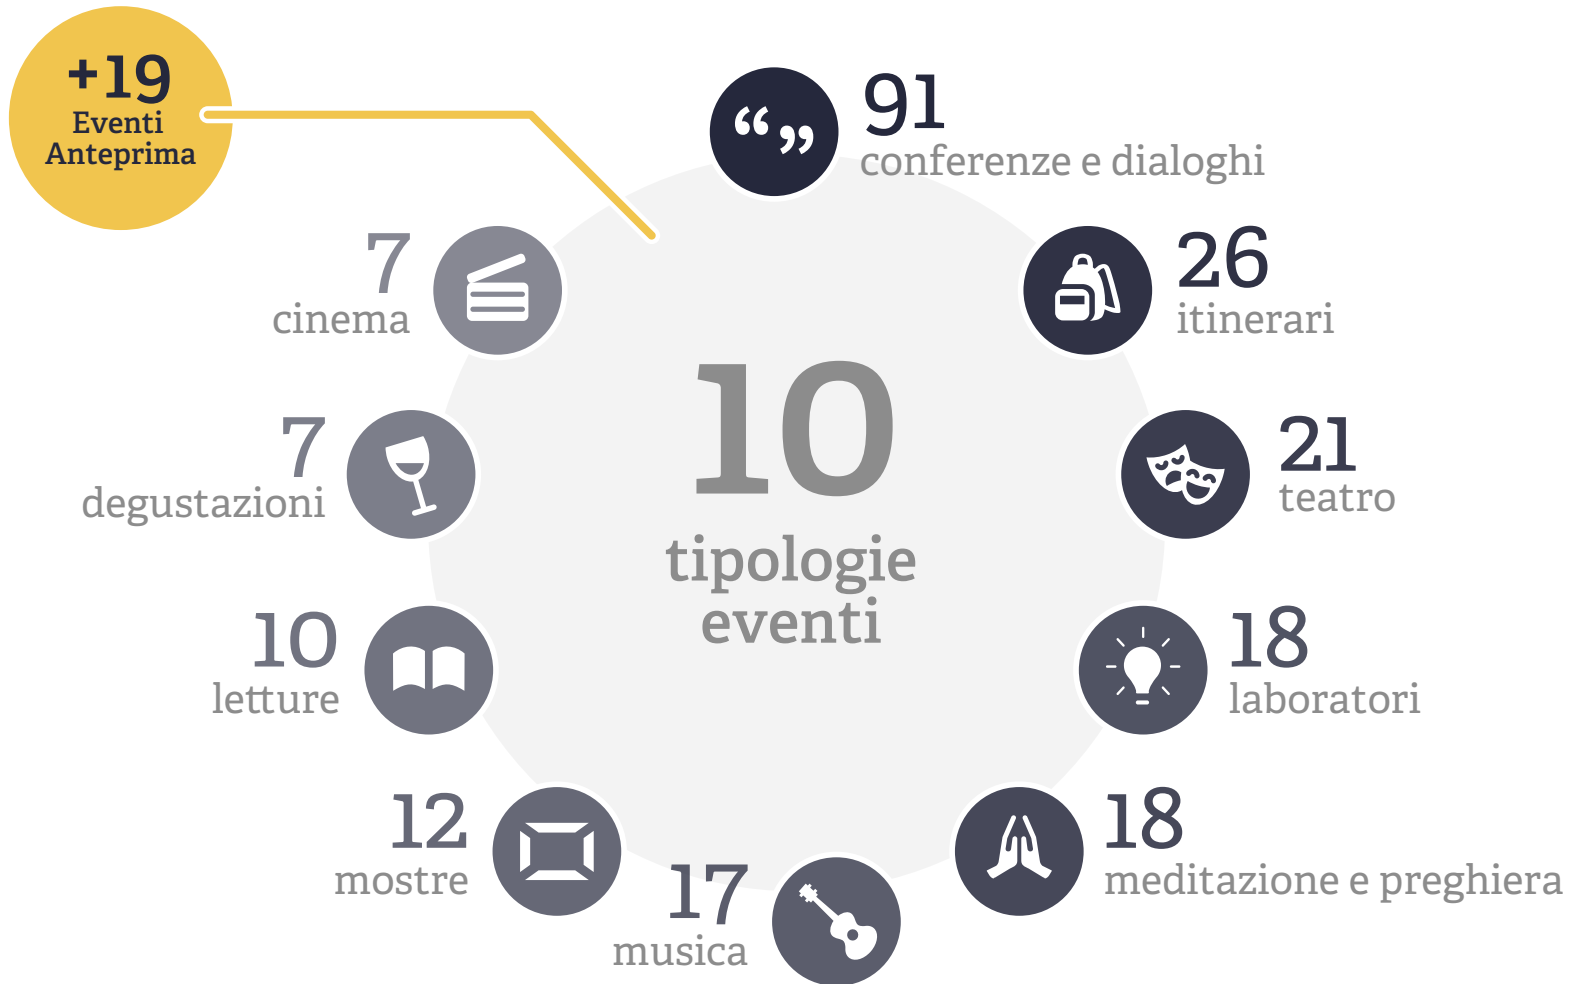 +19
Eventi
Anteprima
“ ”
91
conferenze e dialoghi
26
itinerari
21
teatro
18
laboratori
18
meditazione e preghiera
17
musica
12
mostre
10
letture
7
degustazioni
7
cinema
10
tipologie
eventi